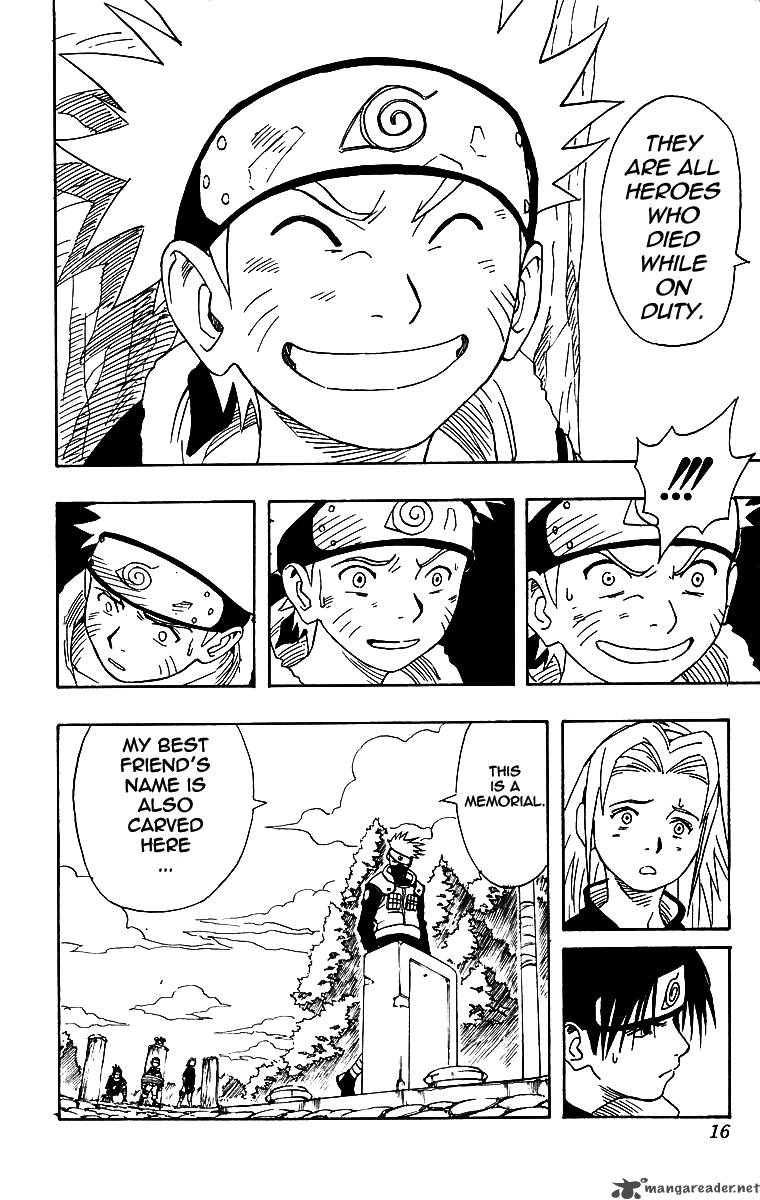 THEY
ARE ALL
HEROES
WHO
DIED
WHILE
ON
DUTY.
!!!
THIS
IS A
MEMORIAL.
MY BEST
FRIEND'S
NAME IS
ALSO
CARVED
HERE
...
16
mangareader.net